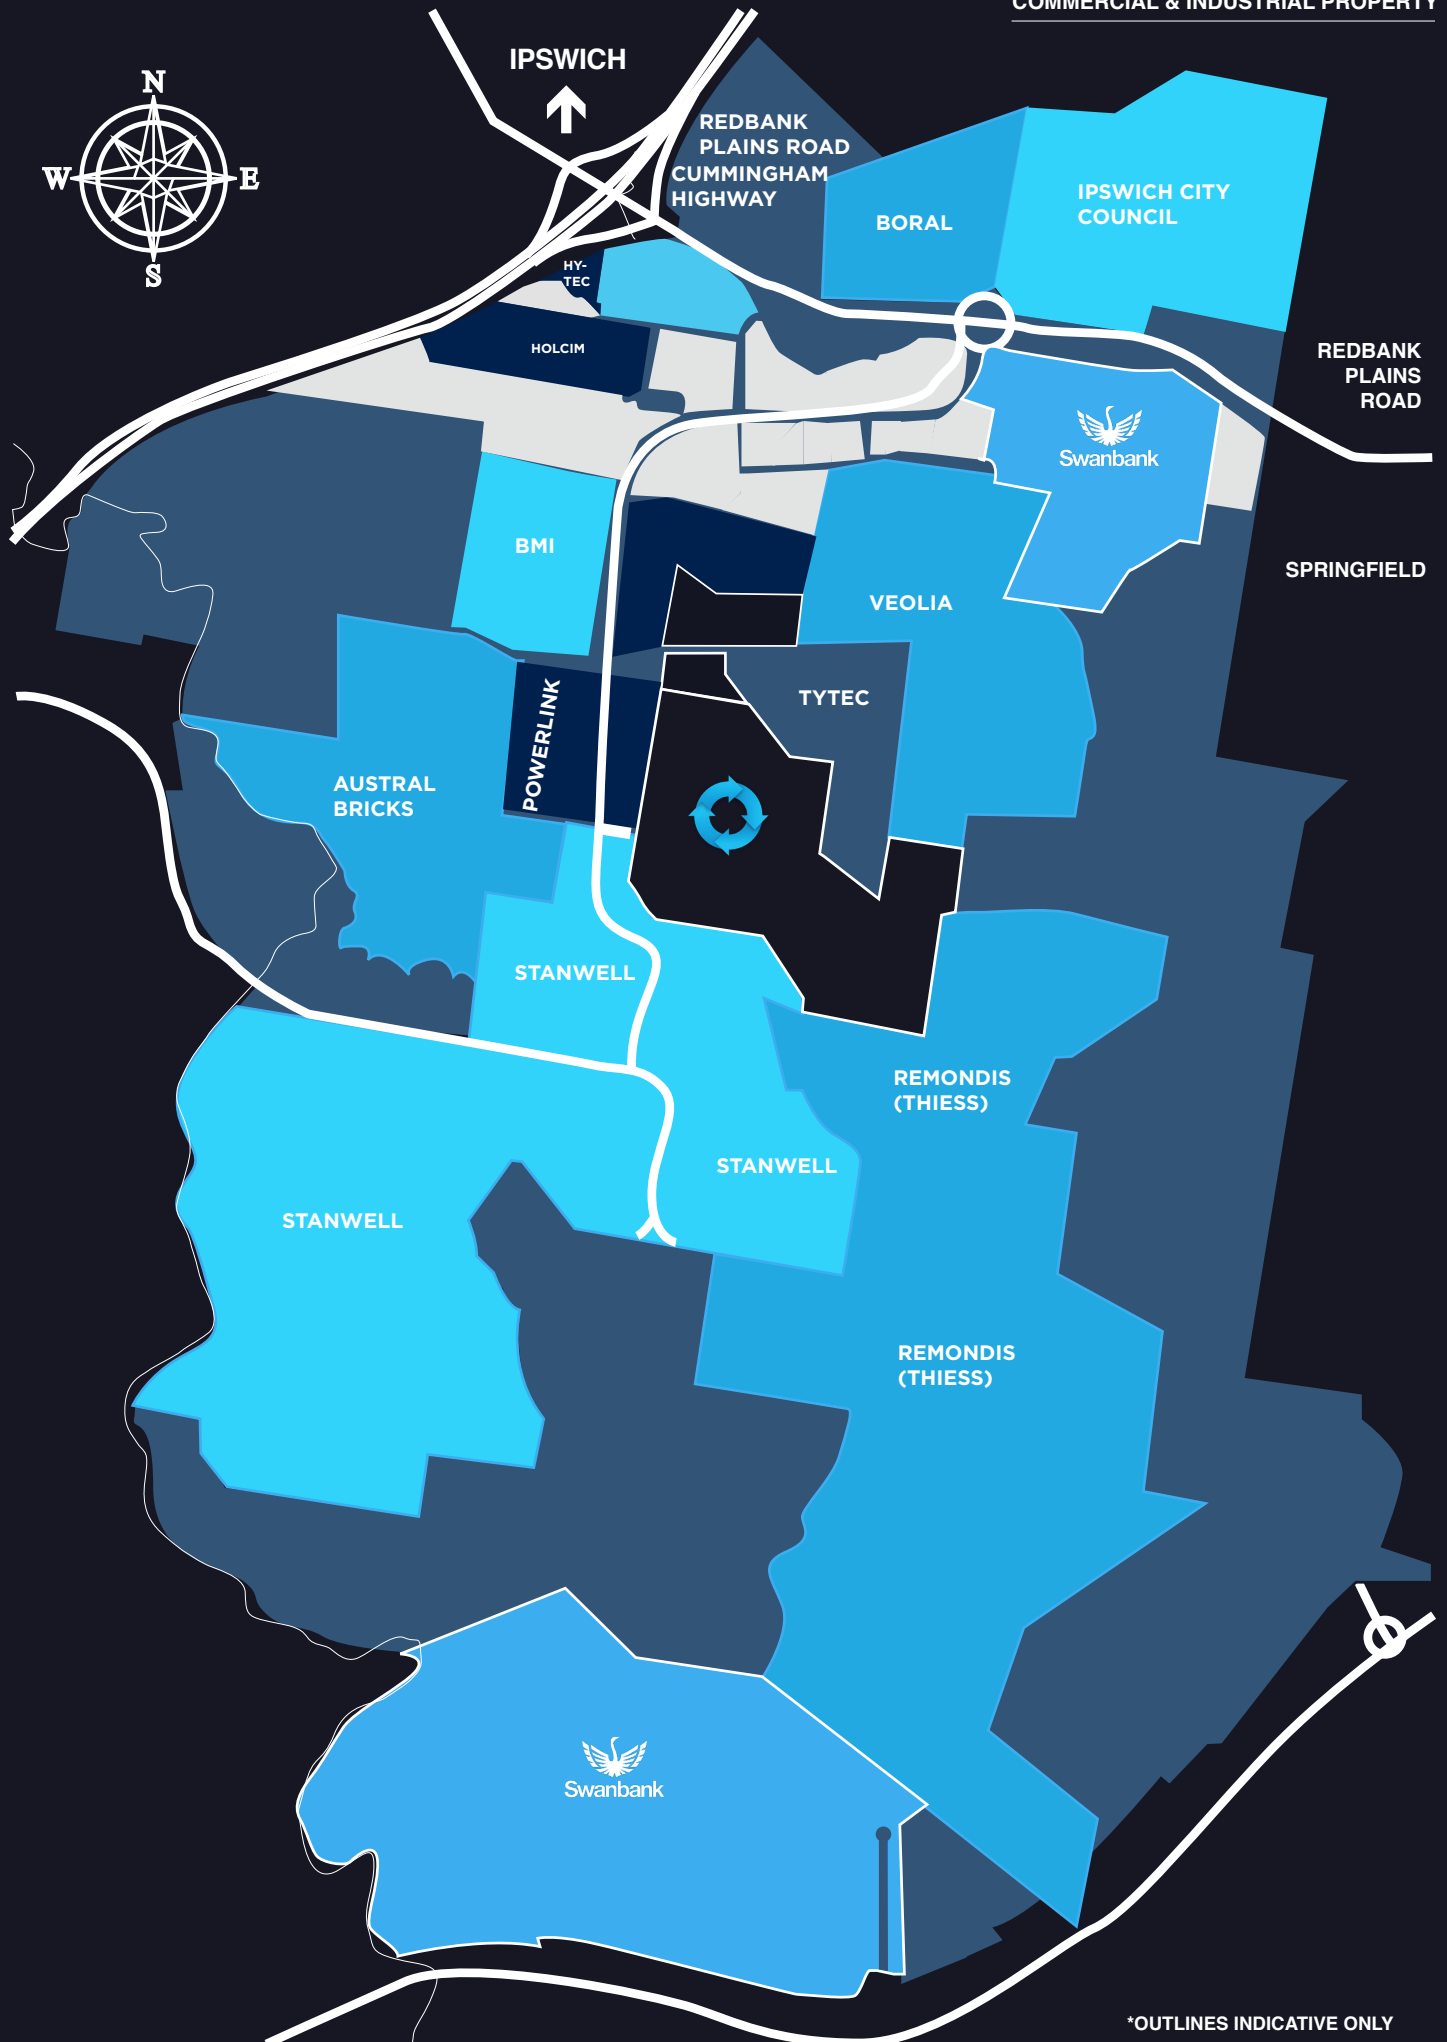 COMMERCIAL & INDUSTRIAL PROPERTY
IPSWICH
N
W
E
S
REDBANK
PLAINS ROAD
CUMMINGHAM
HIGHWAY
BORAL
IPSWICH CITY
COUNCIL
HY-
TEC
HOLCIM
REDBANK
PLAINS
ROAD
Swanbank
BMI
SPRINGFIELD
VEOLIA
TYTEC
POWERLINK
AUSTRAL
BRICKS
STANWELL
REMONDIS
(THIESS)
STANWELL
STANWELL
REMONDIS
(THIESS)
Swanbank
*OUTLINES INDICATIVE ONLY